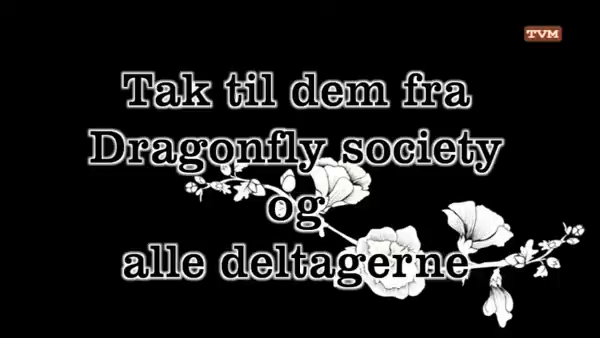 TVM
Tak til dem fra
Dragonfly society
og
alle deltagerne